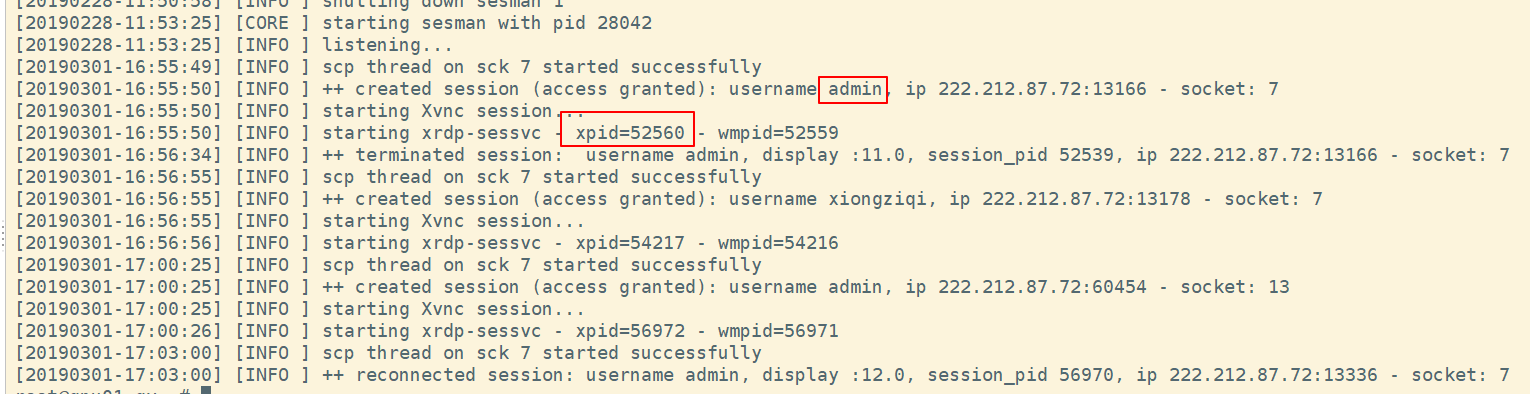 [20190228-11:50:58] [INFO ] shutting down sesman 1
[20190228-11:53:25] [CORE ] starting sesman with pid 28042
[20190228-11:53:25] [INFO ] listening...
[20190301-16:55:49] [INFO ] scp thread on sck 7 started successfully
[20190301-16:55:50] [INFO ] ++ created session (access granted): username admin, ip 222.212.87.72:13166 - socket: 7
[20190301-16:55:50] [INFO ] starting Xvnc session...
[20190301-16:55:50] [INFO ] starting xrdp-sessvc - xpid=52560 - wmpid=52559
[20190301-16:56:34] [INFO ] ++ terminated session:  username admin, display :11.0, session_pid 52539, ip 222.212.87.72:13166 - socket: 7
[20190301-16:56:55] [INFO ] scp thread on sck 7 started successfully
[20190301-16:56:55] [INFO ] ++ created session (access granted): username xiongziqi, ip 222.212.87.72:13178 - socket: 7
[20190301-16:56:55] [INFO ] starting Xvnc session...
[20190301-16:56:56] [INFO ] starting xrdp-sessvc - xpid=54217 - wmpid=54216
[20190301-17:00:25] [INFO ] scp thread on sck 7 started successfully
[20190301-17:00:25] [INFO ] ++ created session (access granted): username admin, ip 222.212.87.72:60454 - socket: 13
[20190301-17:00:25] [INFO ] starting Xvnc session...
[20190301-17:00:26] [INFO ] starting xrdp-sessvc - xpid=56972 - wmpid=56971
[20190301-17:03:00] [INFO ] scp thread on sck 7 started successfully
[20190301-17:03:00] [INFO ] ++ reconnected session: username admin, display :12.0, session_pid 56970, ip 222.212.87.72:13336 - socket: 7